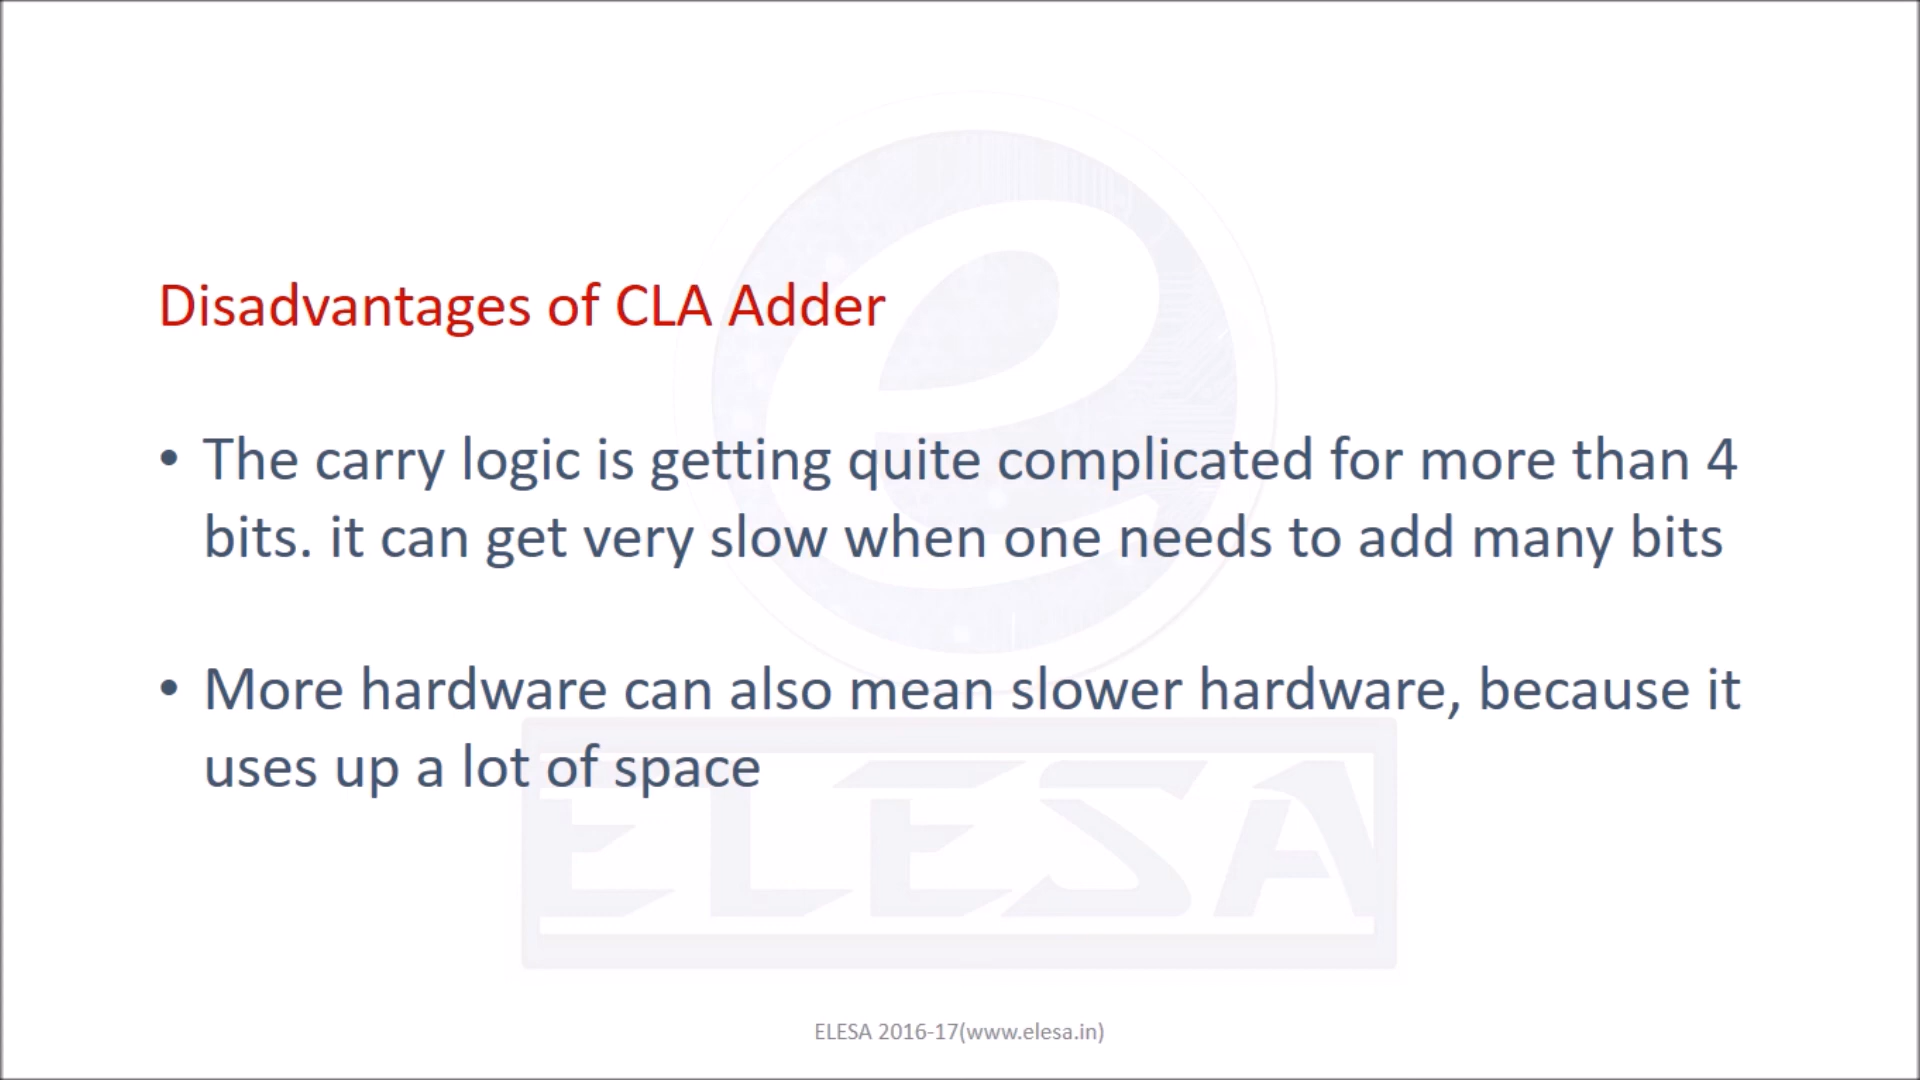 Disadvantages of CLA Adder
• The carry logic is getting quite complicated for more than 4
bits. it can get very slow when one needs to add many bits
• More hardware can also mean slower hardware, because it
uses up a lot of space
ELESA
ELESA 2016-17(www.elesa.in)